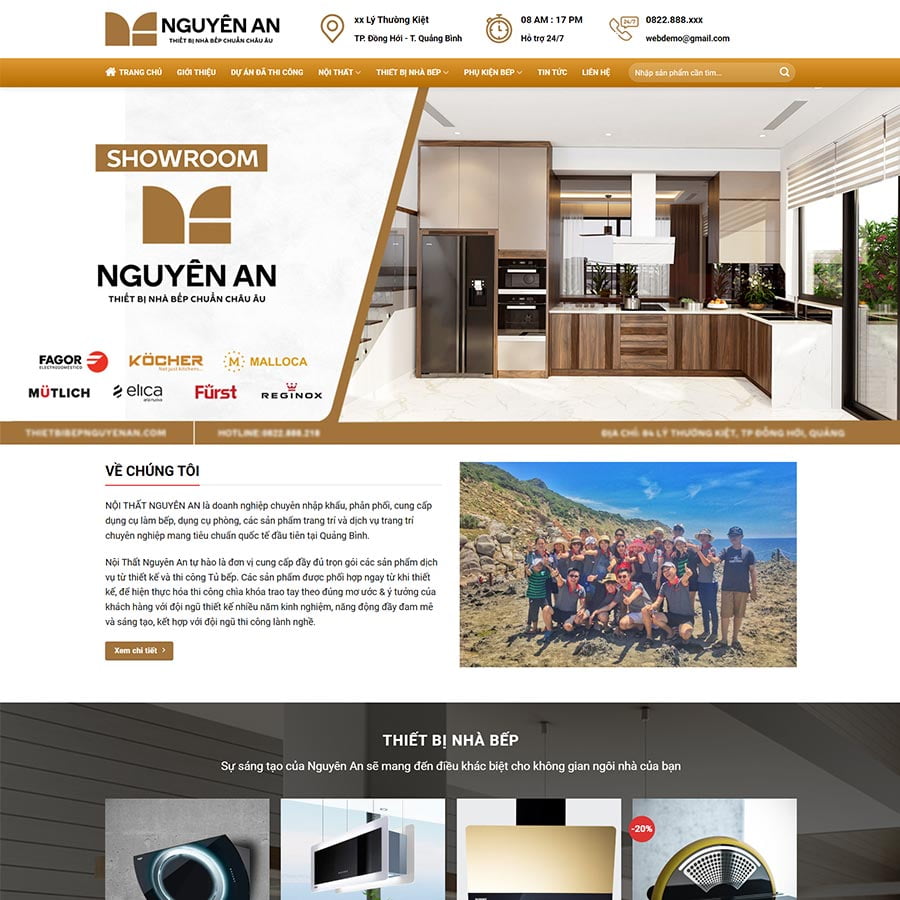 NGUYÊN AN
THIẾT BỊ NHÀ BẾP CHUẨN CHÂU ÂU
xx Lý Thường Kiệt
TP. Đồng Hới - T. Quảng Bình
08 AM : 17 PM
Hỗ trợ 24/7
24/7
0822.888.xxx
webdemo@gmail.com
TRANG CHỦ GIỚI THIỆU DỰ ÁN ĐÃ THI CÔNG NỘI THẤT THIẾT BỊ NHÀ BẾP PHỤ KIỆN BẾP TIN TỨC LIÊN HỆ Nhập sản phẩm cần tìm...
SHOWROOM
NGUYÊN AN
THIẾT BỊ NHÀ BẾP CHUẨN CHÂU ÂU
FAGOR
ELECTRODOMESTICO
KÖCHER
Not just kitchens...
M MALLOCA
MÜTLICH
elica
Fürst
REGINOX
THIETBIBEPNGUYENAN.COM
HOTLINE: 0822.888.218
ĐỊA CHỈ: 84 LÝ THƯỜNG KIỆT, TP ĐỒNG HỚI, QUẢNG
VỀ CHÚNG TÔI
NỘI THẤT NGUYÊN AN là doanh nghiệp chuyên nhập khẩu, phân phối, cung cấp
dụng cụ làm bếp, dụng cụ phòng, các sản phẩm trang trí và dịch vụ trang trí
chuyên nghiệp mang tiêu chuẩn quốc tế đầu tiên tại Quảng Bình.
Nội Thất Nguyên An tự hào là đơn vị cung cấp đầy đủ trọn gói các sản phẩm dịch
vụ từ thiết kế và thi công Tủ bếp. Các sản phẩm được phối hợp ngay từ khi thiết
kế, để hiện thực hóa thi công chìa khóa trao tay theo đúng mơ ước & ý tưởng của
khách hàng với đội ngũ thiết kế nhiều năm kinh nghiệm, năng động đầy đam mê
và sáng tạo, kết hợp với đội ngũ thi công lành nghề.
Xem chi tiết
THIẾT BỊ NHÀ BẾP
Sự sáng tạo của Nguyên An sẽ mang đến điều khác biệt cho không gian ngôi nhà của bạn
-20%